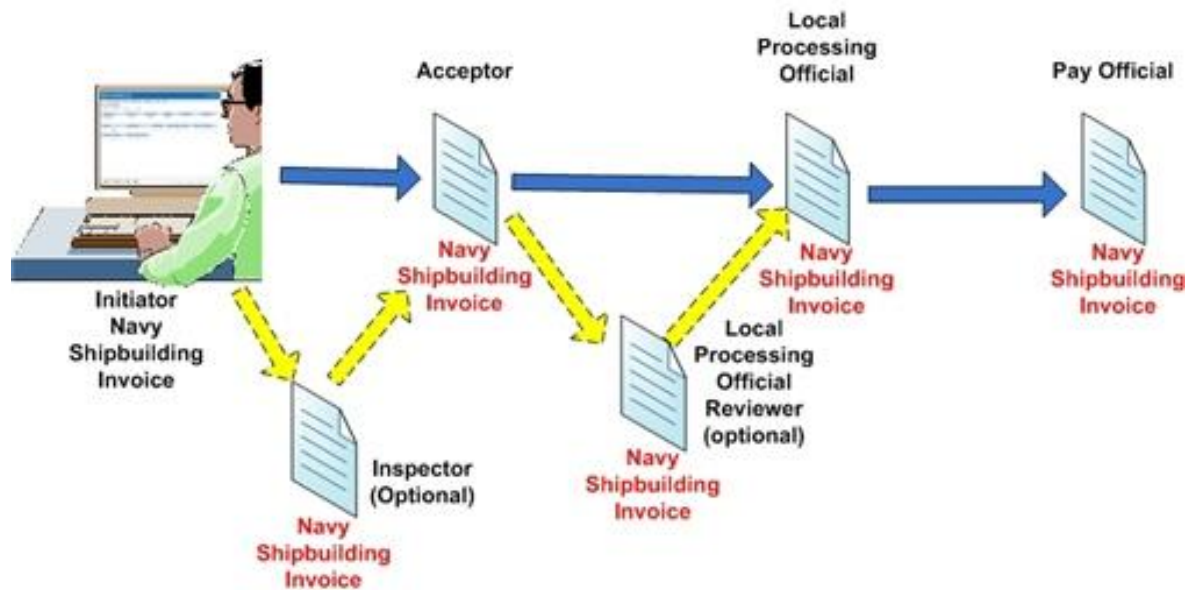 Acceptor
Local
Processing
Official
Pay Official
Navy
Shipbuilding
Invoice
Navy
Shipbuilding
Invoice
Navy
Shipbuilding
Invoice
Initiator
Navy
Shipbuilding
Invoice
Local
Processing
Official
Reviewer
(optional)
Navy
Shipbuilding
Invoice
Inspector
(Optional)
Navy
Shipbuilding
Invoice